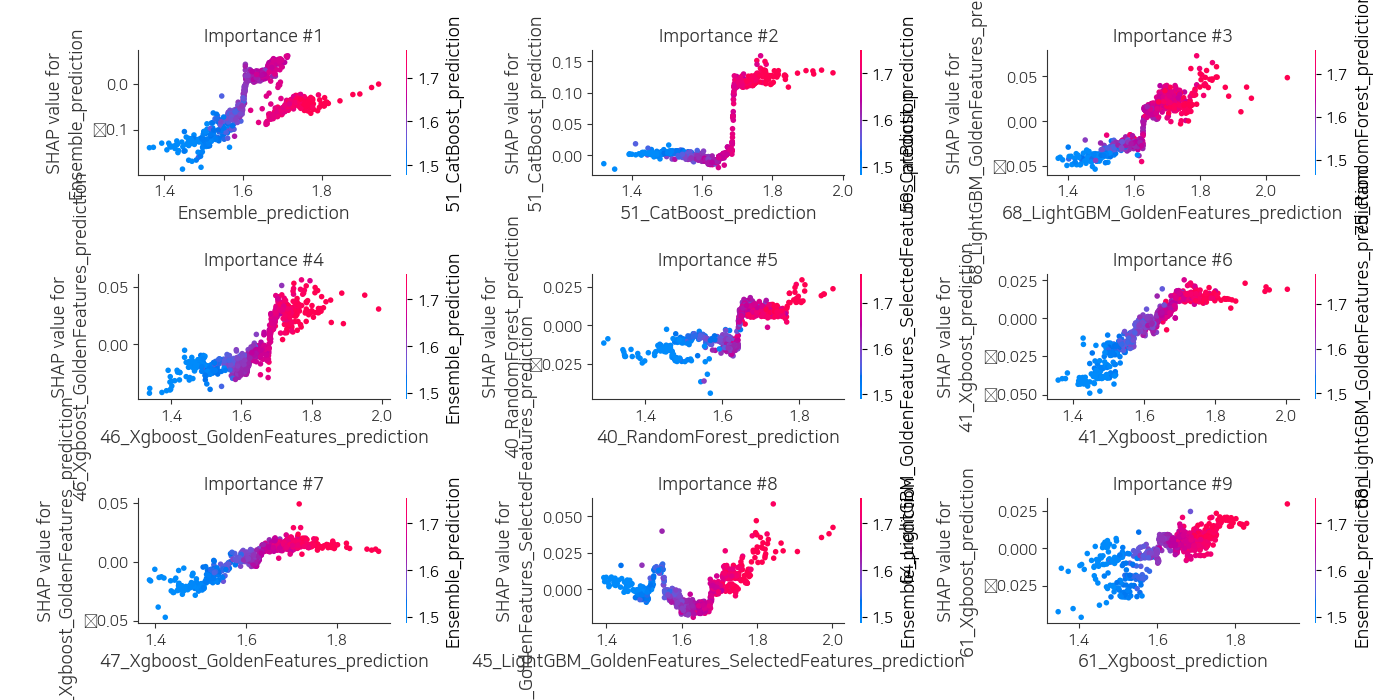 Importance #1
SHAP value for
Ensemble_prediction
0.0
0.1
1.4
1.6
1.8
Ensemble_prediction
1.7
1.6
1.5
51_CatBoost_prediction
Importance #2
SHAP value for
51_CatBoost_prediction
0.15
0.10
0.05
0.00
1.4
1.6
1.8
2.0
51_CatBoost_prediction
1.7
1.6
1.5
Importance #3
SHAP value for
68_LightGBM_GoldenFeatures_prediction
0.05
0.00
0.05
1.4
1.6
1.8
2.0
68_LightGBM_GoldenFeatures_prediction
1.7
1.6
1.5
Importance #4
SHAP value for
46_Xgboost_GoldenFeatures_prediction
0.05
0.00
1.4
1.6
1.8
2.0
46_Xgboost_GoldenFeatures_prediction
1.7
1.6
1.5
Ensemble_prediction
Importance #5
SHAP value for
40_RandomForest_prediction
0.025
0.000
0.025
1.4
1.6
1.8
40_RandomForest_prediction
1.7
1.6
1.5
Importance #6
SHAP value for
41_Xgboost_prediction
0.025
0.000
0.025
0.050
1.4
1.6
1.8
2.0
41_Xgboost_prediction
1.7
1.6
1.5
68_LightGBM_GoldenFeatures_prediction
Importance #7
SHAP value for
_Xgboost_GoldenFeatures_prediction
0.05
0.00
0.05
1.4
1.6
1.8
47_Xgboost_GoldenFeatures_prediction
1.7
1.6
1.5
Ensemble_prediction
Importance #8
SHAP value for
_GoldenFeatures_SelectedFeatures_prediction
0.050
0.025
0.000
1.4
1.6
1.8
2.0
45_LightGBM_GoldenFeatures_SelectedFeatures_prediction
1.7
1.6
1.5
Ensemble_prediction
Importance #9
SHAP value for
61_Xgboost_prediction
0.025
0.000
0.025
1.4
1.6
1.8
61_Xgboost_prediction
1.7
1.6
1.5
Ensemble_prediction